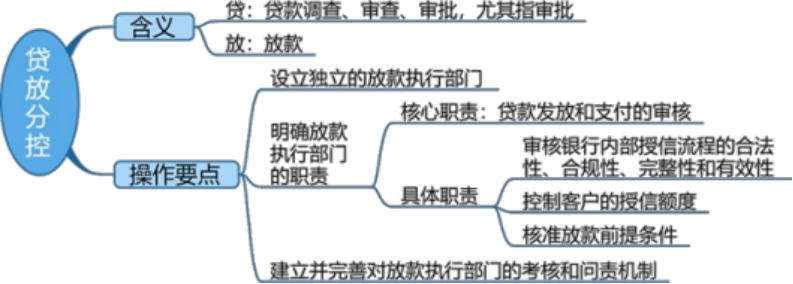 贷放分控
含义
贷：贷款调查、审查、审批，尤其指审批
放：放款
操作要点
设立独立的放款执行部门
明确放款
执行部门
的职责
核心职责：贷款发放和支付的审核
具体职责
审核银行内部授信流程的合法
性、合规性、完整性和有效性
控制客户的授信额度
核准放款前提条件
建立并完善对放款执行部门的考核和问责机制